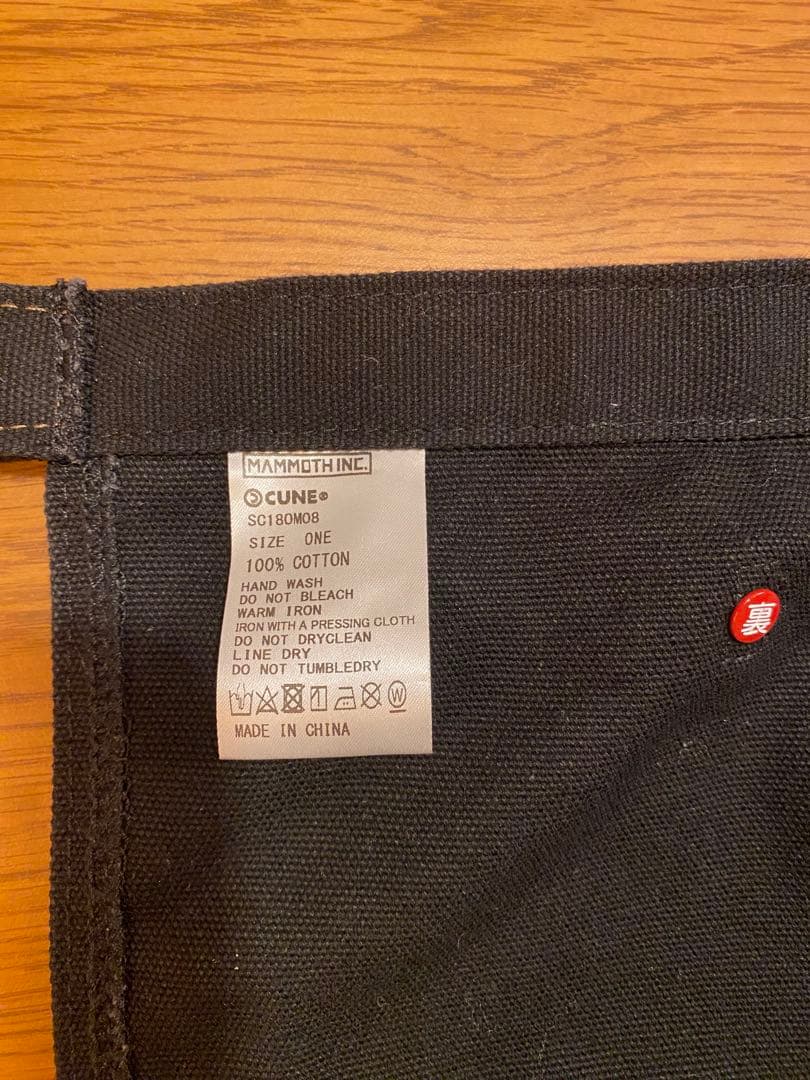 MAMMOTH INC.
CUNE®
SC180M08
SIZE ONE
100% COTTON
HAND WASH
DO NOT BLEACH
WARM IRON
IRON WITH A PRESSING CLOTH
DO NOT DRYCLEAN
LINE DRY
DO NOT TUMBLEDRY
W
MADE IN CHINA
裏